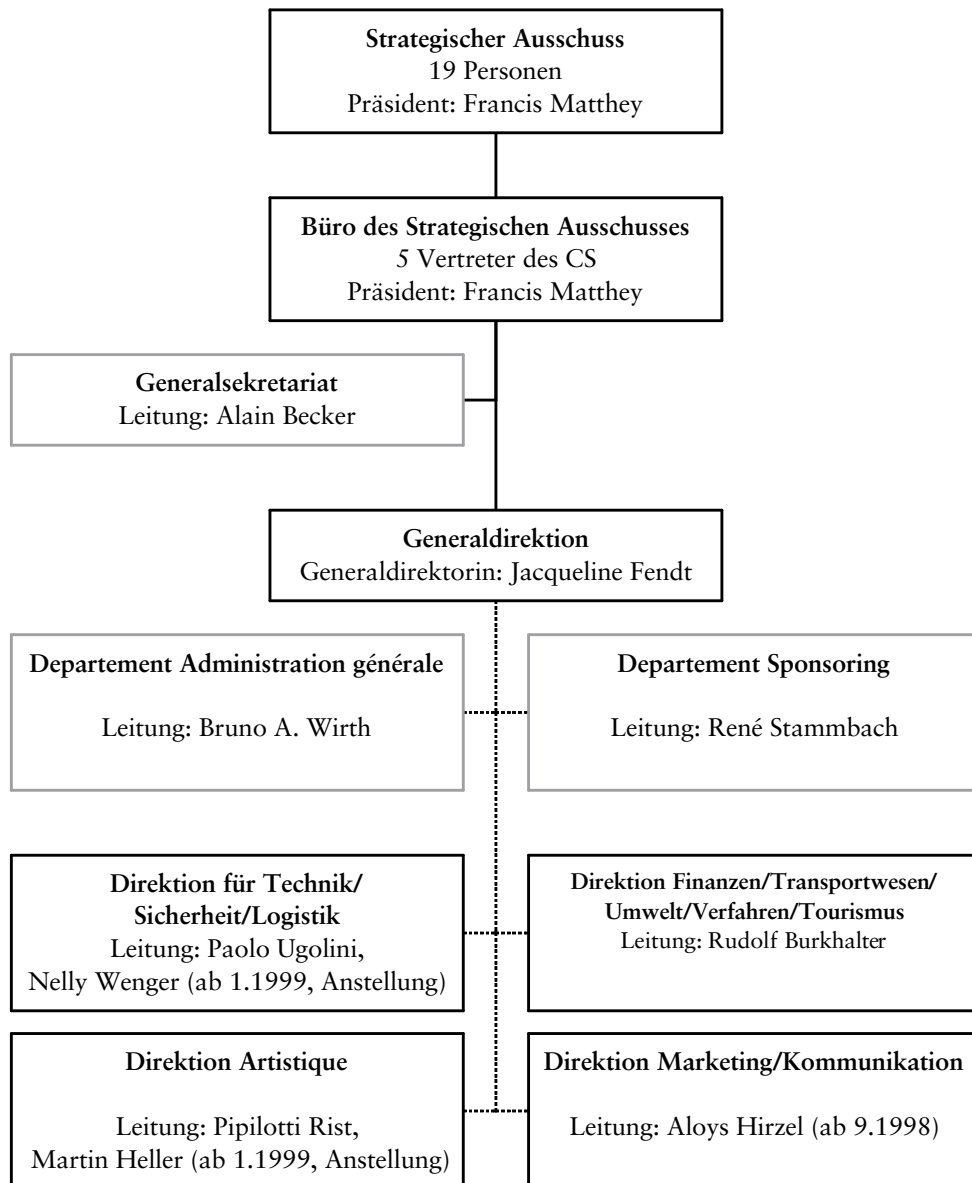 Strategischer Ausschuss
19 Personen
Präsident: Francis Matthey
Büro des Strategischen Ausschusses
5 Vertreter des CS
Präsident: Francis Matthey
Generalsekretariat
Leitung: Alain Becker
Generaldirektion
Generaldirektorin: Jacqueline Fendt
Departement Administration générale
Leitung: Bruno A. Wirth
Departement Sponsoring
Leitung: René Stammbach
Direktion für Technik/
Sicherheit/Logistik
Leitung: Paolo Ugolini,
Nelly Wenger (ab 1.1999, Anstellung)
Direktion Finanzen/Transportwesen/
Umwelt/Verfahren/Tourismus
Leitung: Rudolf Burkhalter
Direktion Artistique
Leitung: Pipilotti Rist,
Martin Heller (ab 1.1999, Anstellung)
Direktion Marketing/Kommunikation
Leitung: Aloys Hirzel (ab 9.1998)